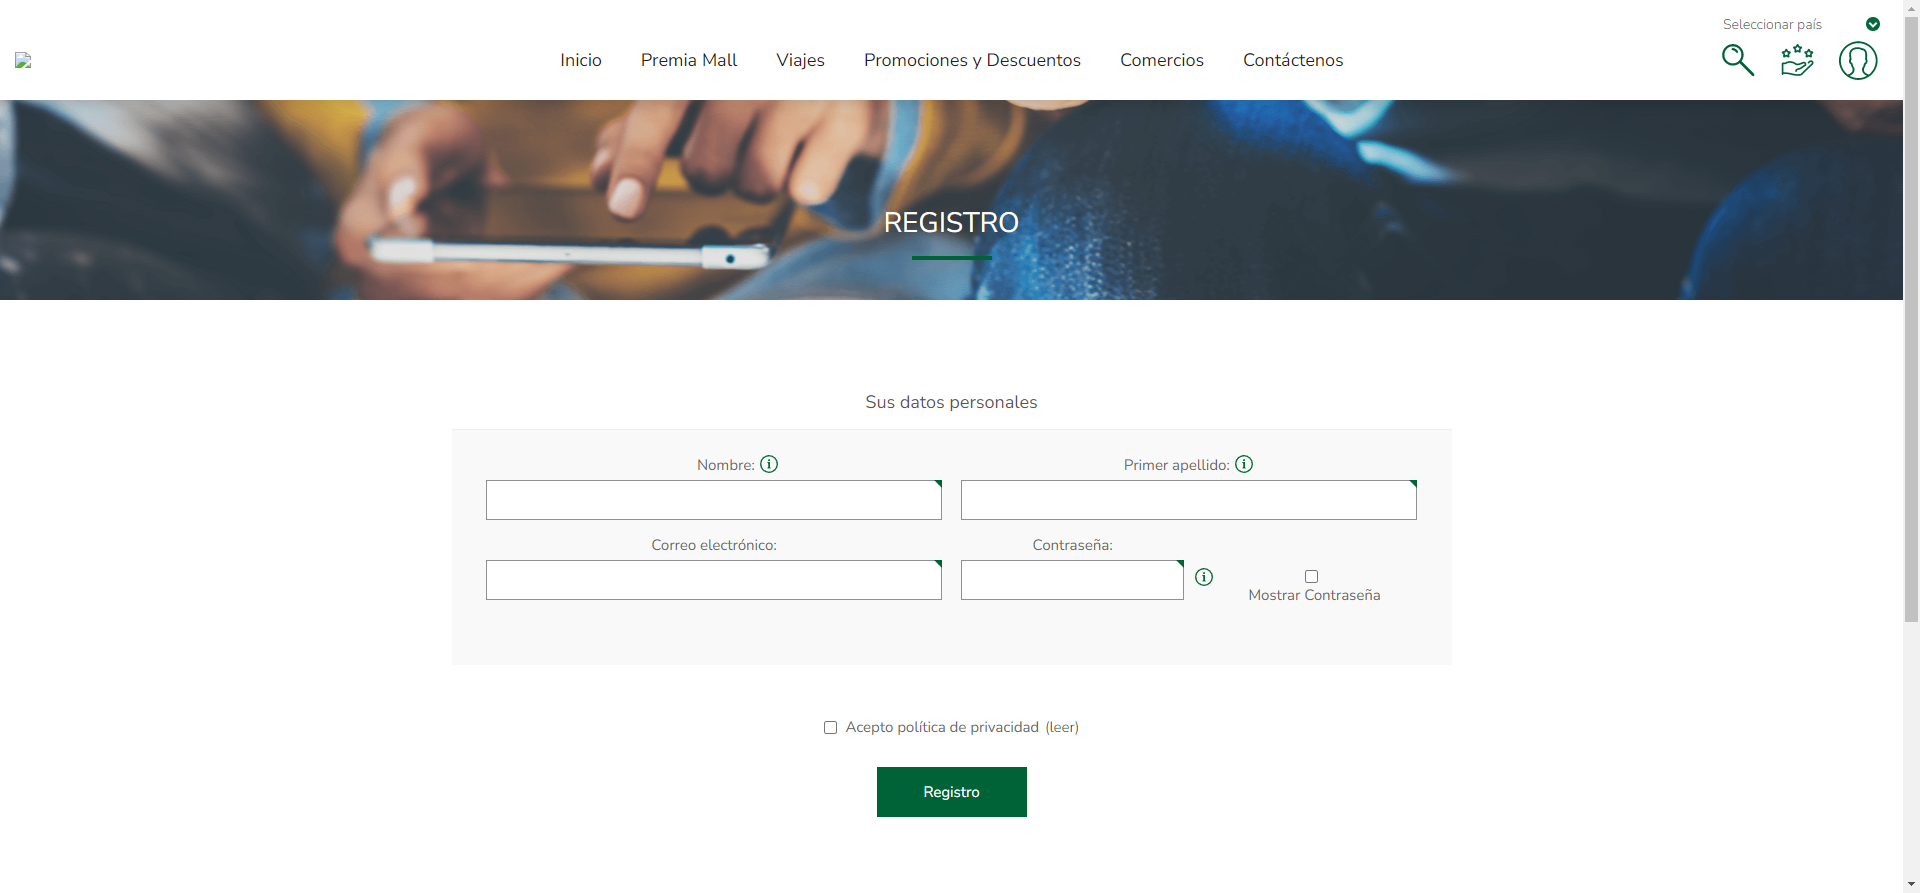 Seleccionar país
Inicio Premia Mall Viajes Promociones y Descuentos Comercios Contáctenos
REGISTRO
Sus datos personales
Nombre: Primer apellido:
Correo electrónico: Contraseña:
Mostrar Contraseña
Acepto política de privacidad (leer)
Registro